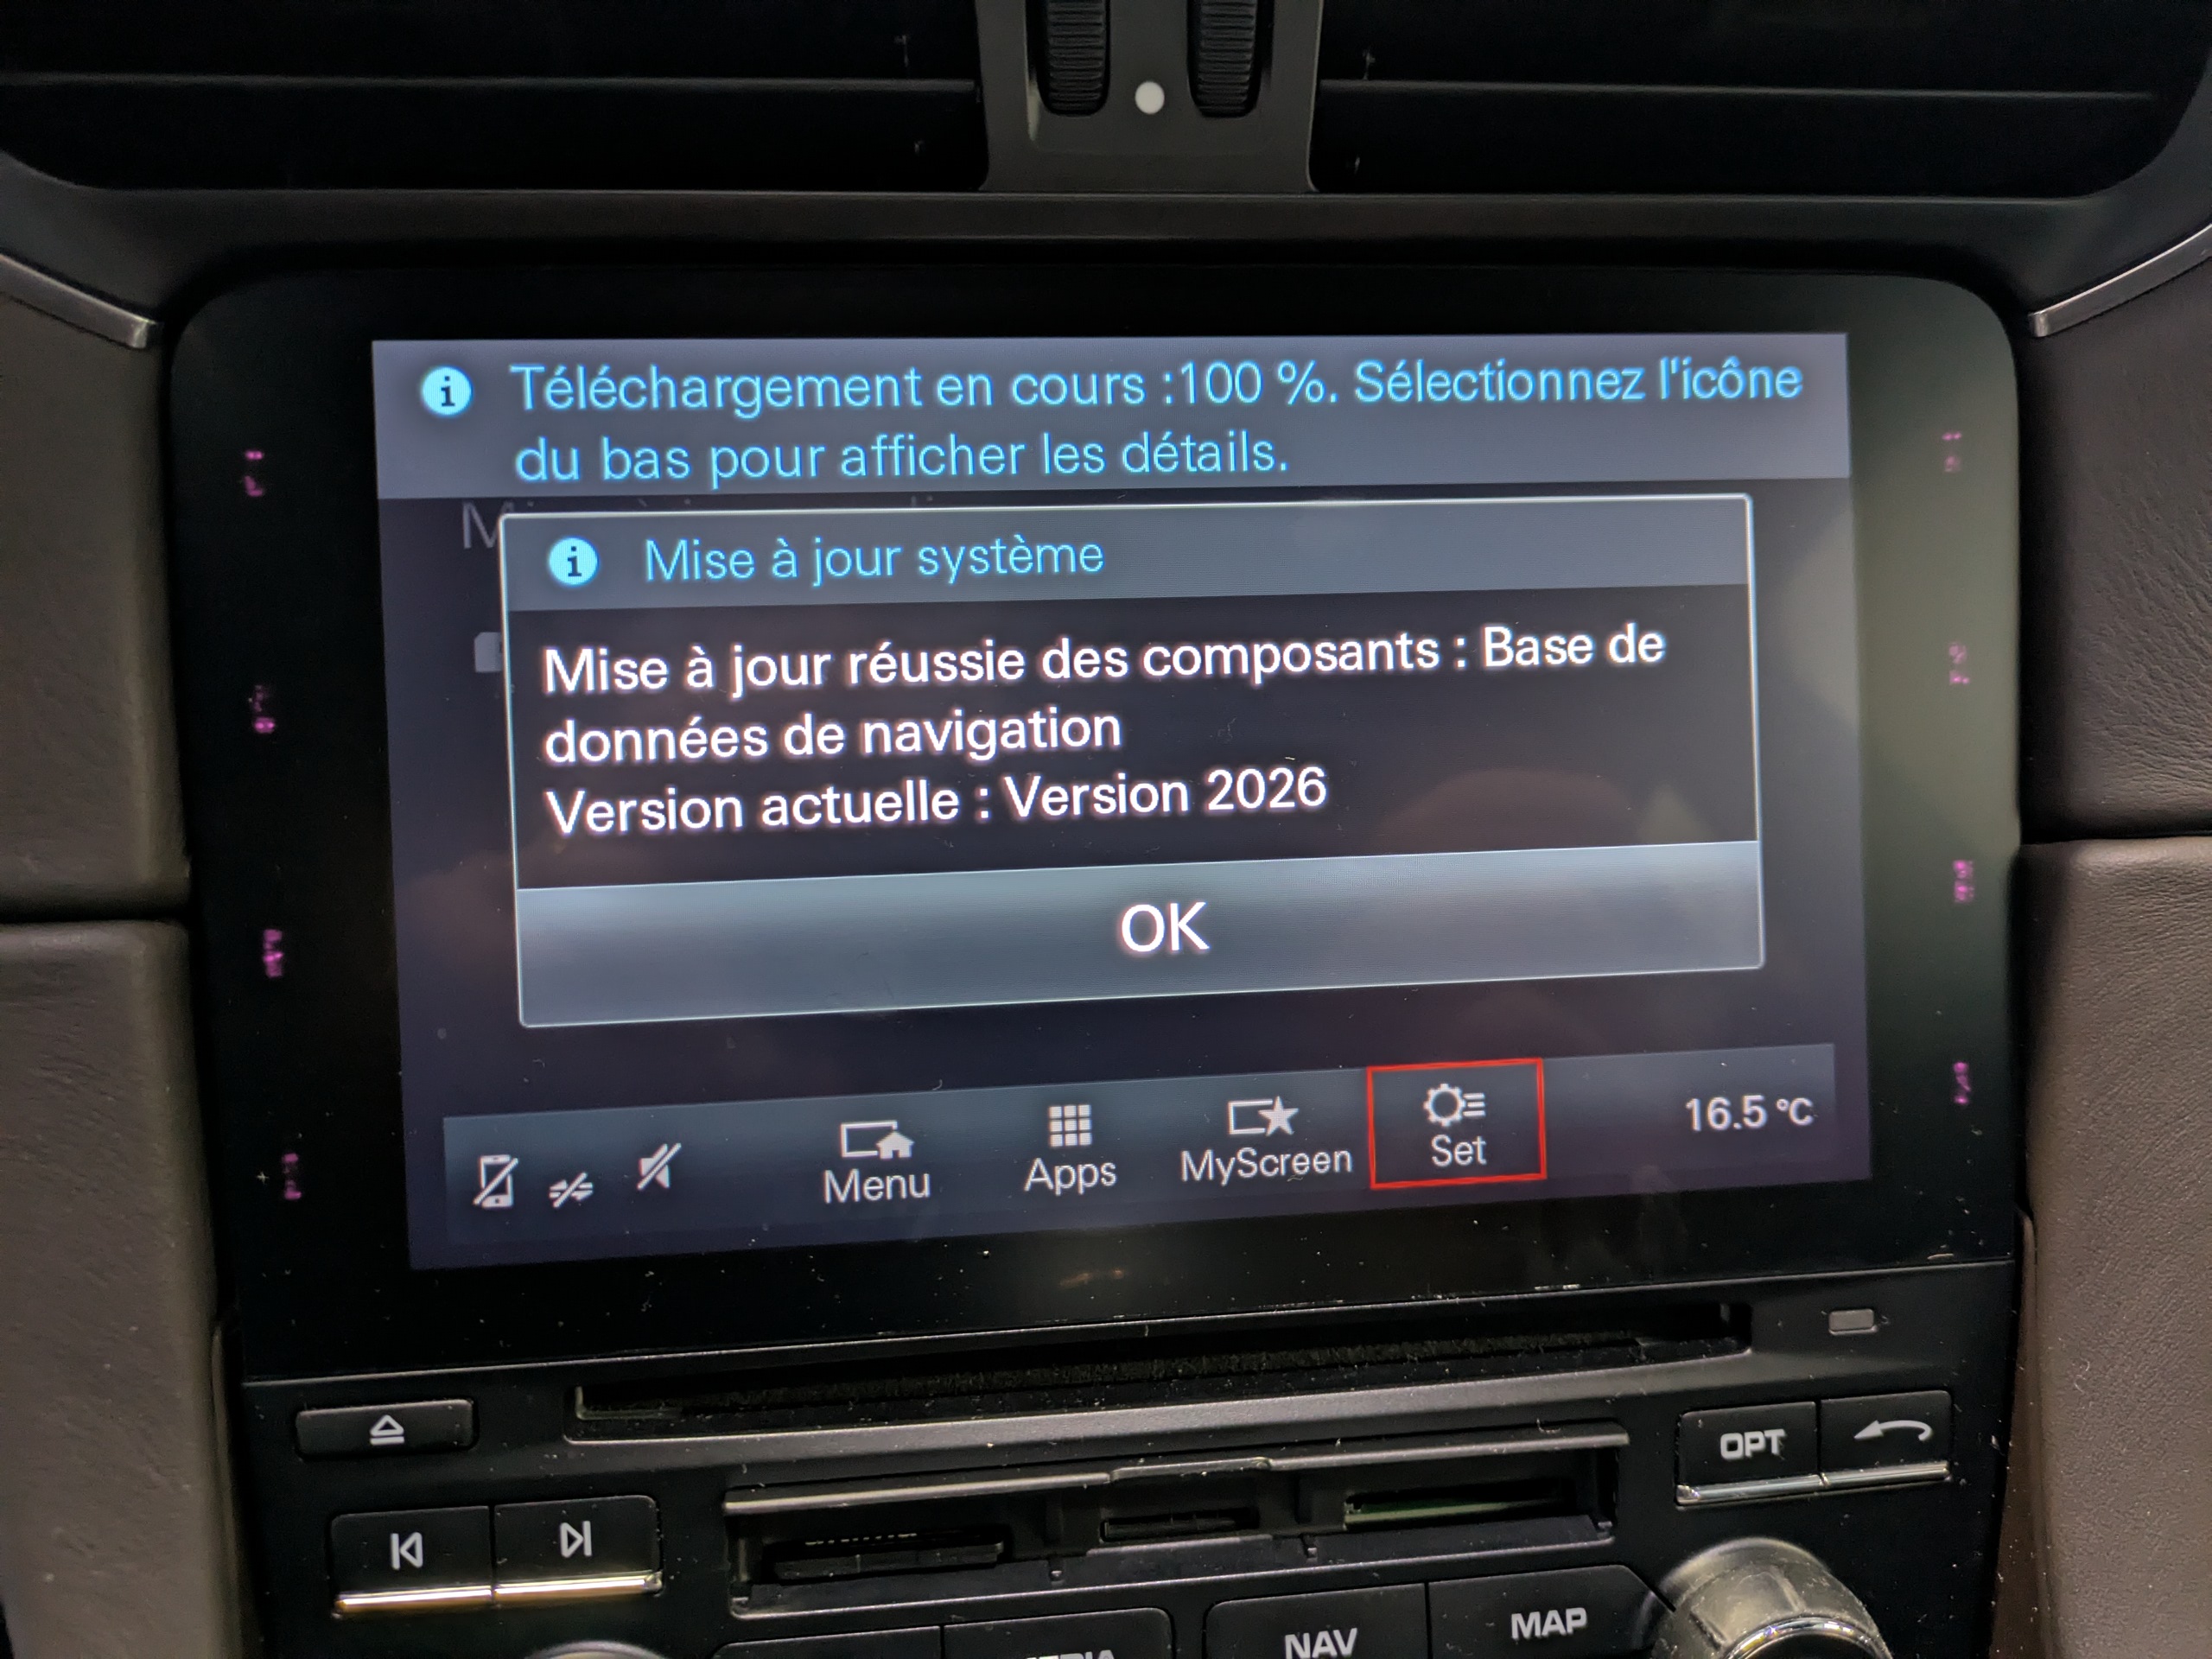 Téléchargement en cours :100 %. Sélectionnez l'icône
du bas pour afficher les détails.
Mise à jour système
Mise à jour réussie des composants : Base de
données de navigation
Version actuelle : Version 2026
OK
Menu
Apps
MyScreen
Set
16.5 °C
OPT
NAV
MAP